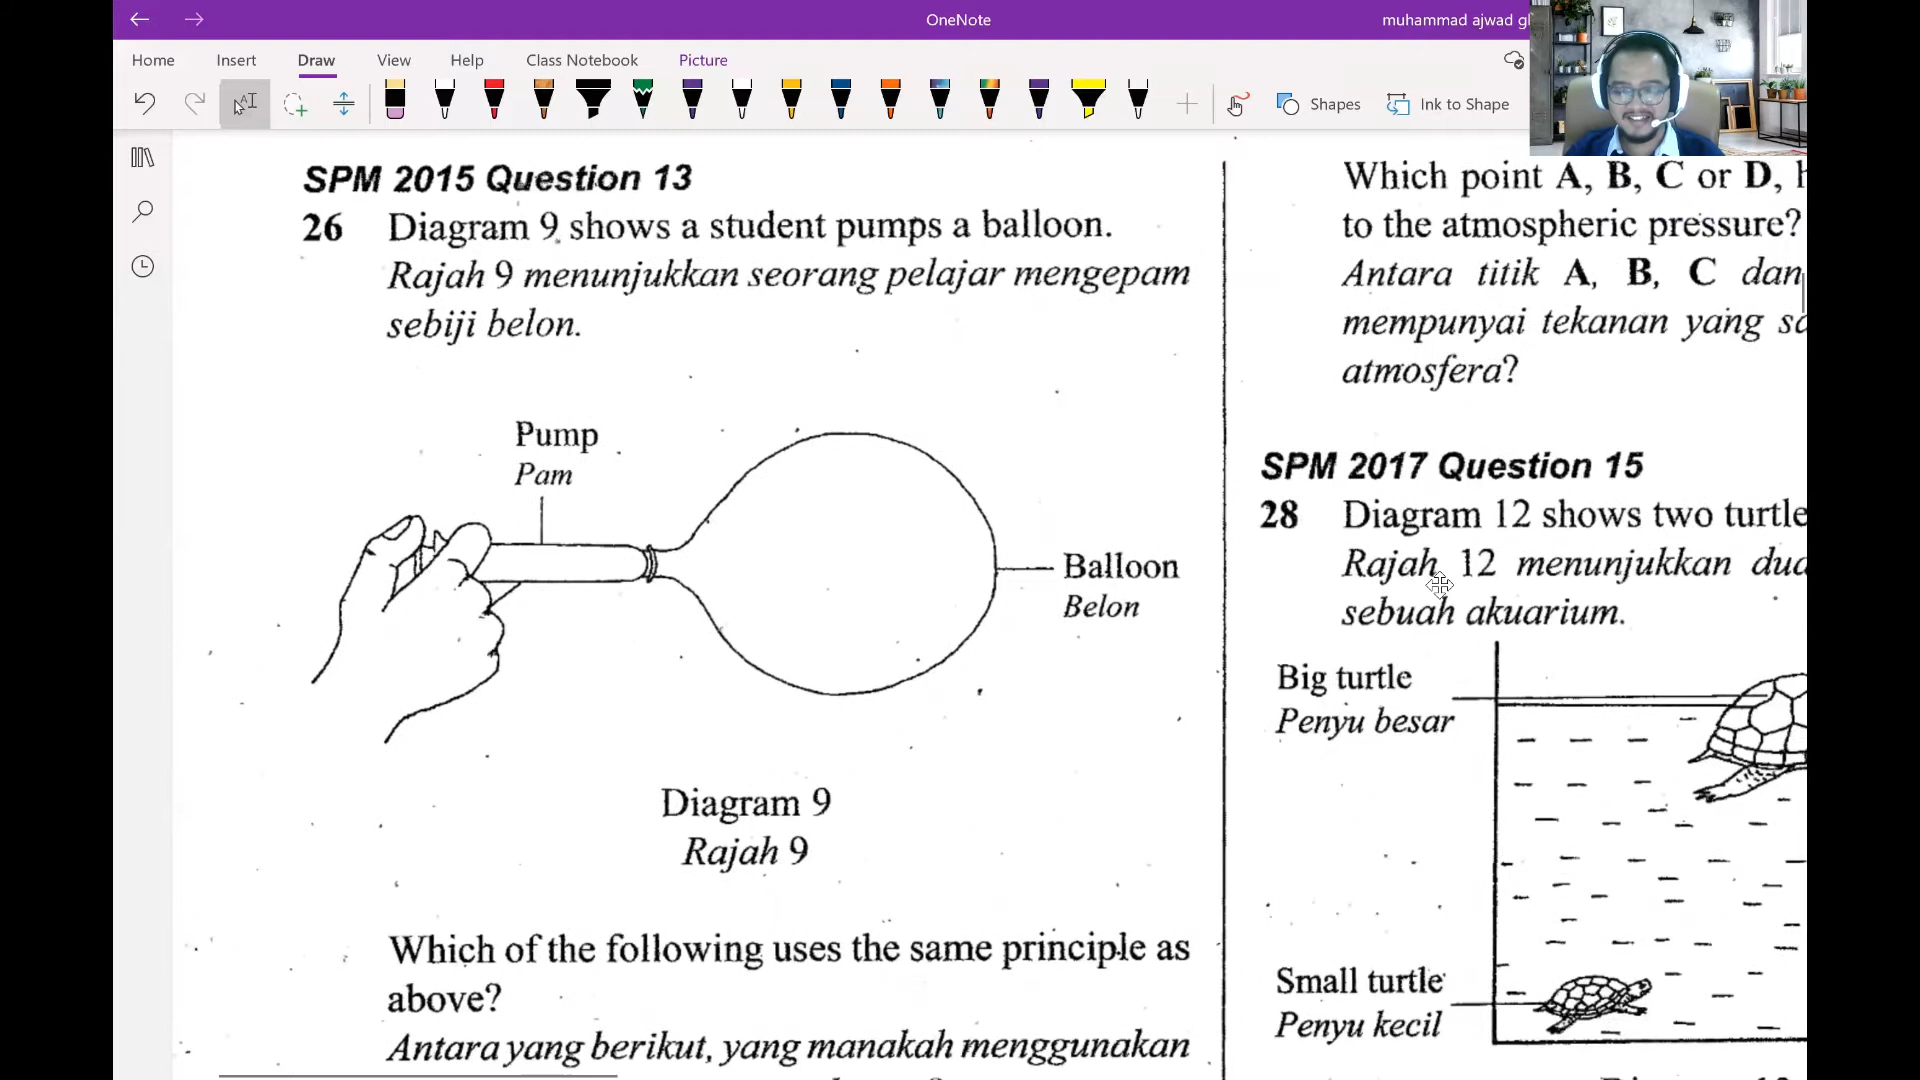 OneNote
muhammad ajwad
Home
Insert
Draw
View
Help
Class Notebook
Picture
Shapes
Ink to Shape
SPM 2015 Question 13
26 Diagram 9 shows a student pumps a balloon.
Rajah 9 menunjukkan seorang pelajar mengepam
sebiji belon.
Pump
Pam
Balloon
Belon
Diagram 9
Rajah 9
Which of the following uses the same principle as
above?
Antara yang berikut, yang manakah menggunakan
Which point A, B, C or D,
to the atmospheric pressure?
Antara titik A, B, C dan
mempunyai tekanan yang
atmosfera?
SPM 2017 Question 15
28 Diagram 12 shows two turtle
Rajah 12 menunjukkan dua
sebuah akuarium.
Big turtle
Penyu besar
Small turtle
Penyu kecil